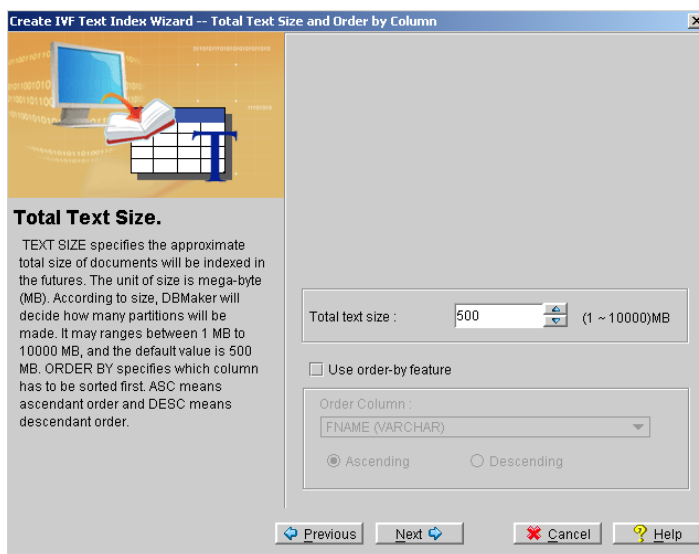 Create IVF Text Index Wizard -- Total Text Size and Order by Column
Total Text Size.
TEXT SIZE specifies the approximate
total size of documents will be indexed in
the futures. The unit of size is mega-byte
(MB). According to size, DBMaker will
decide how many partitions will be
made. It may ranges between 1 MB to
10000 MB, and the default value is 500
MB. ORDER BY specifies which column
has to be sorted first. ASC means
ascendant order and DESC means
descendant order.
Total text size : 500 (1 ~ 10000)MB
Use order-by feature
Order Column :
FNAME (VARCHAR)
Ascending Descending
Previous Next Cancel Help